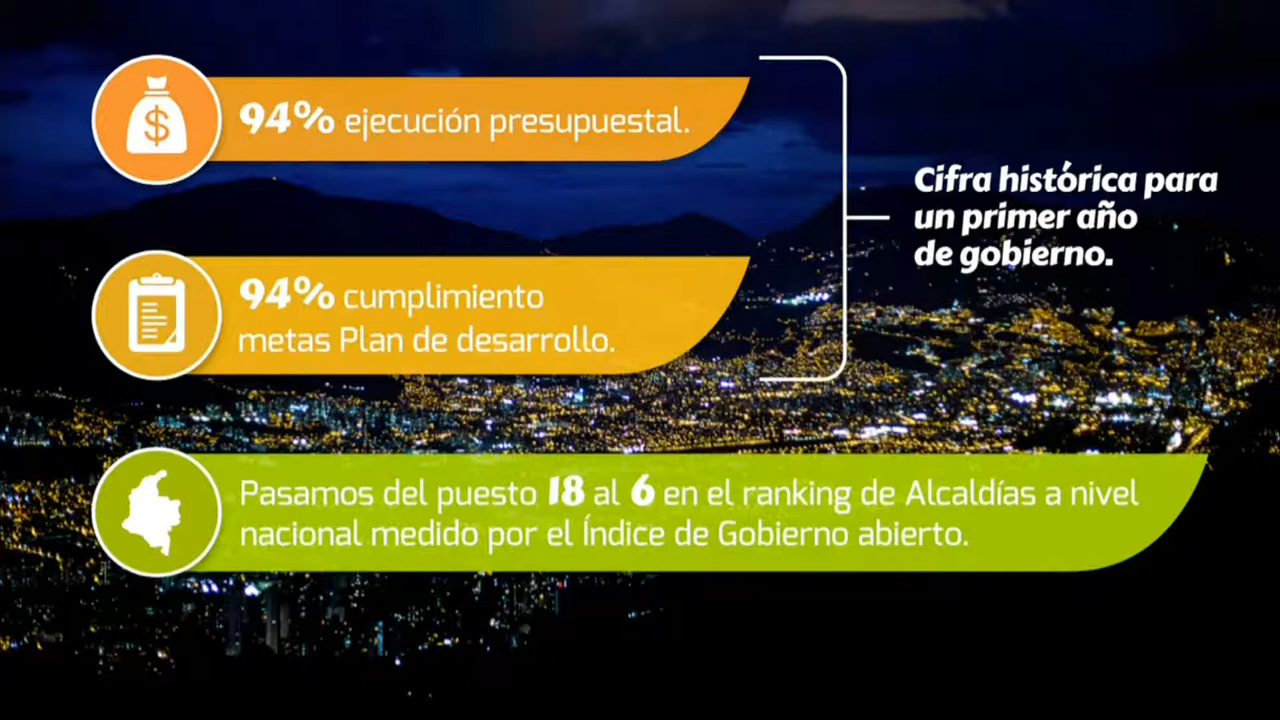 94% ejecución presupuestal.
94% cumplimiento
metas Plan de desarrollo.
Cifra histórica para
un primer año
de gobierno.
Pasamos del puesto 18 al 6 en el ranking de Alcaldías a nivel
nacional medido por el Índice de Gobierno abierto.